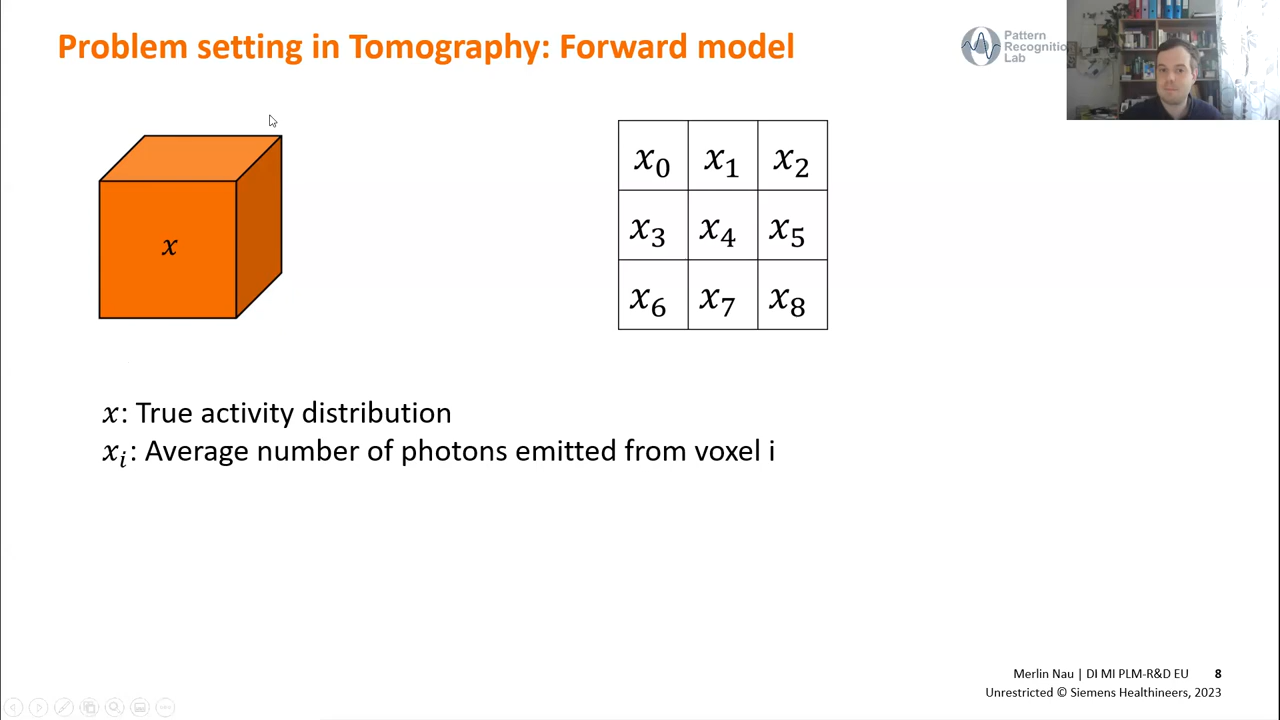 Problem setting in Tomography: Forward model
Pattern
Recognition
Lab
x
x₀ x₁ x₂
x₃ x₄ x₅
x₆ x₇ x₈
x: True activity distribution
xᵢ: Average number of photons emitted from voxel i
Merlin Nau | DI MI PLM-R&D EU 8
Unrestricted © Siemens Healthineers, 2023